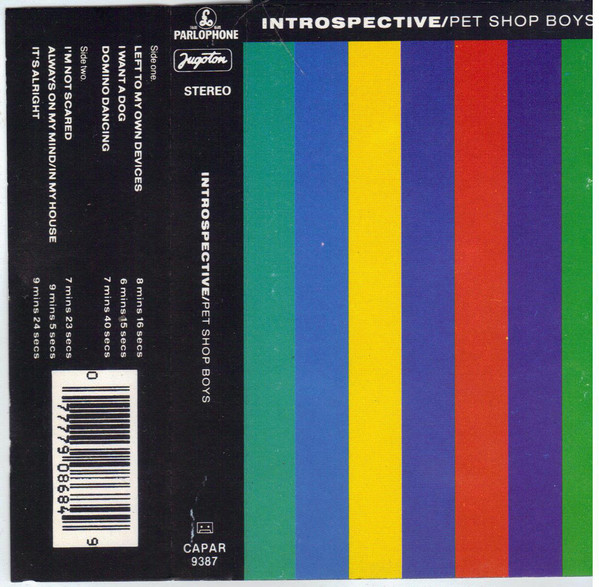 Side one.
LEFT TO MY OWN DEVICES 8 mins 16 secs
I WANT A DOG 6 mins 15 secs
DOMINO DANCING 7 mins 40 secs
Side two.
I'M NOT SCARED 7 mins 23 secs
ALWAYS ON MY MIND/IN MY HOUSE 9 mins 5 secs
IT'S ALRIGHT 9 mins 24 secs
0 77779 08684 9
PARLOPHONE
Jugoton
STEREO
INTROSPECTIVE/PET SHOP BOYS
CAPAR
9387
INTROSPECTIVE/PET SHOP BOYS